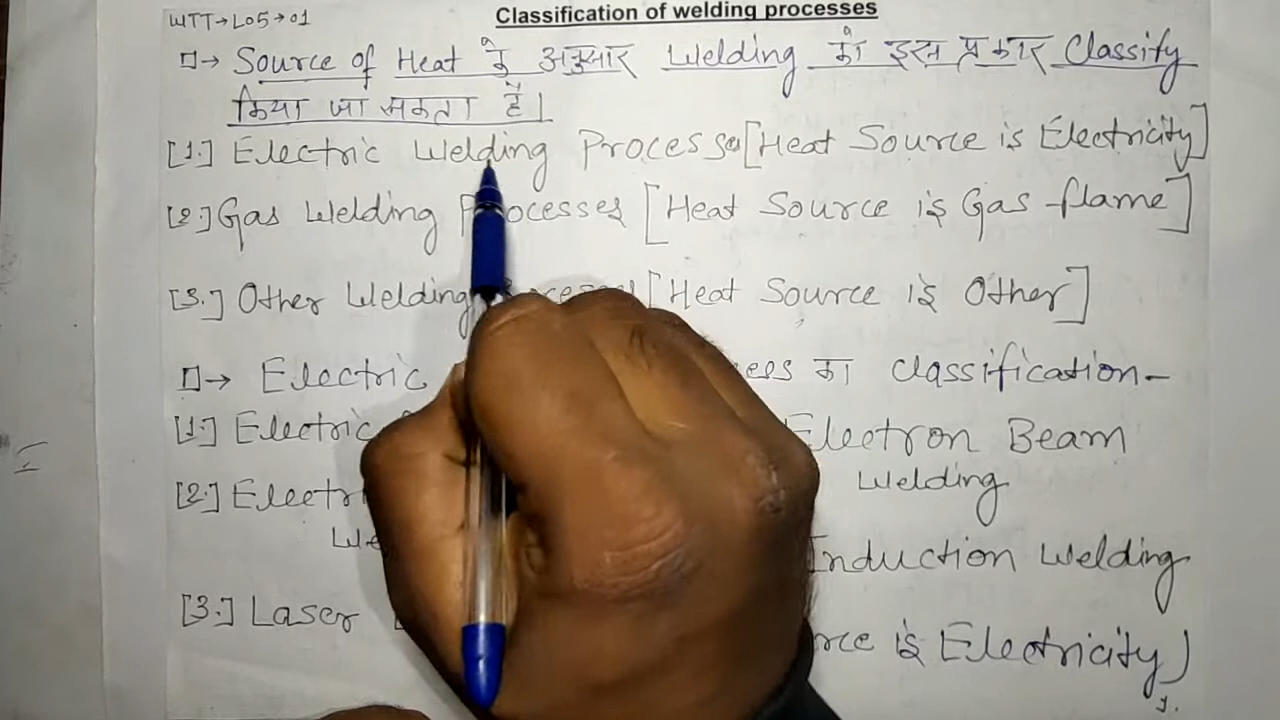 Classification of welding processes
WTT→L05→01
□→ Source of Heat के अनुसार Welding को इस प्रकार Classify
किया जा सकता है।
[1.] Electric Welding Processes [Heat Source is Electricity]
[2.] Gas Welding Processes [Heat Source is Gas flame]
[3.] Other Welding [Heat Source is Other]
□→ Electric का classification-
[1.] Electric Electron Beam
[2.] Welding
Induction Welding
[3.] Laser is Electricity)